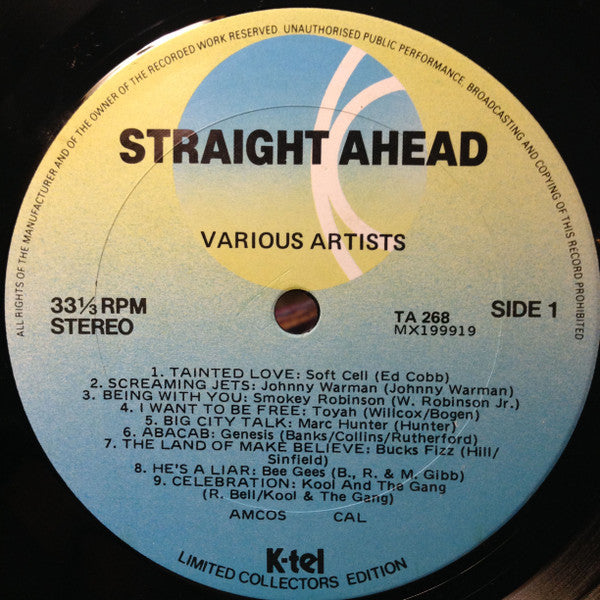 ALL RIGHTS OF THE MANUFACTURER AND OF THE OWNER OF THE RECORDED WORK RESERVED. UNAUTHORISED PUBLIC PERFORMANCE. BROADCASTING AND COPYING OF THIS RECORD PROHIBITED
STRAIGHT AHEAD
VARIOUS ARTISTS
33⅓ RPM
STEREO
TA 268
MX199919
SIDE 1
1. TAINTED LOVE: Soft Cell (Ed Cobb)
2. SCREAMING JETS: Johnny Warman (Johnny Warman)
3. BEING WITH YOU: Smokey Robinson (W. Robinson Jr.)
4. I WANT TO BE FREE: Toyah (Willcox/Bogen)
5. BIG CITY TALK: Marc Hunter (Hunter)
6. ABACAB: Genesis (Banks/Collins/Rutherford)
7. THE LAND OF MAKE BELIEVE: Bucks Fizz (Hill/
Sinfield)
8. HE'S A LIAR: Bee Gees (B., R. & M. Gibb)
9. CELEBRATION: Kool And The Gang
(R. Bell/Kool & The Gang)
AMCOS CAL
K-tel
LIMITED COLLECTORS EDITION